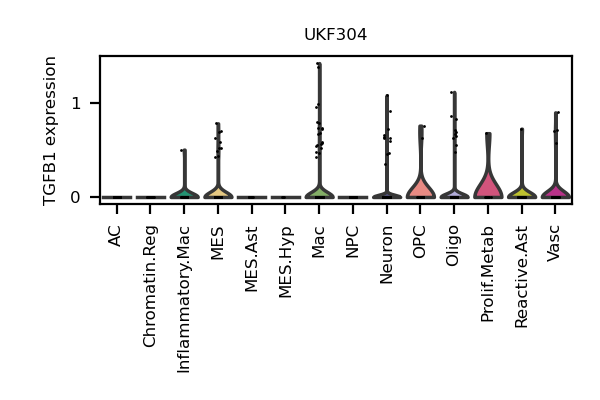 UKF304
TGFB1 expression
1
0
AC
Chromatin.Reg
Inflammatory.Mac
MES
MES.Ast
MES.Hyp
Mac
NPC
Neuron
OPC
Oligo
Prolif.Metab
Reactive.Ast
Vasc